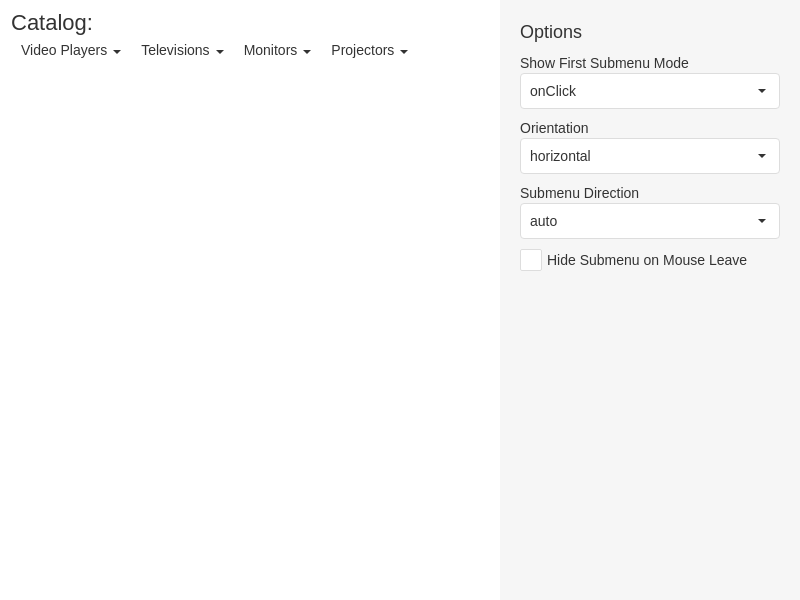 Catalog:
Video Players Televisions Monitors Projectors
Options
Show First Submenu Mode
onClick
Orientation
horizontal
Submenu Direction
auto
Hide Submenu on Mouse Leave